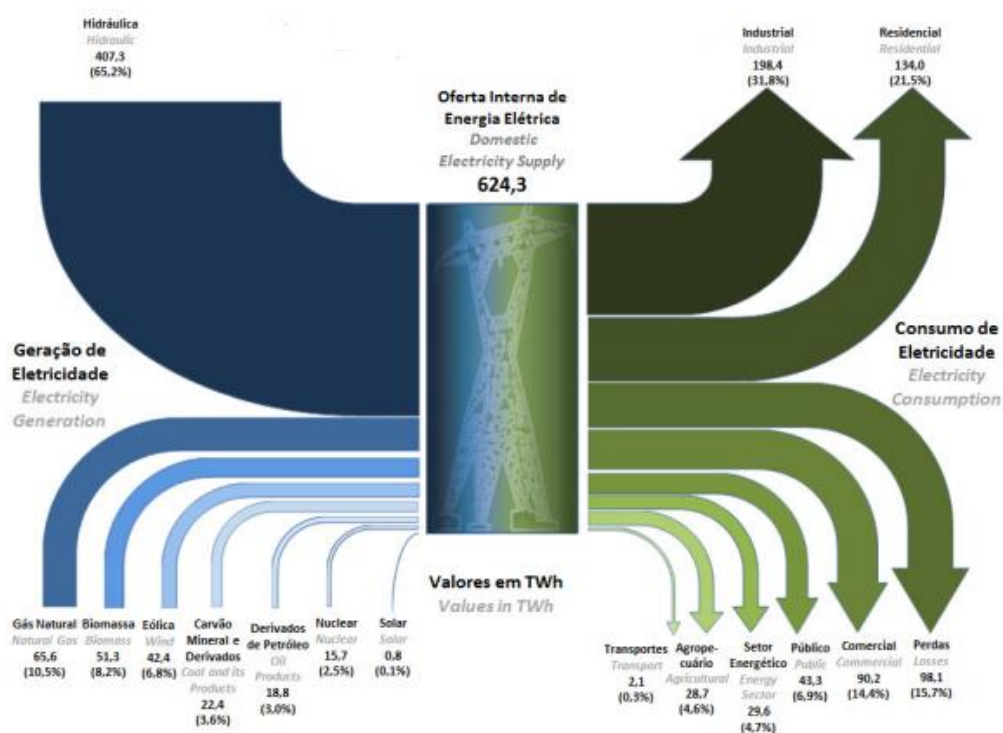 Hidráulica
Hidraulic
407,3
(65,2%)
Industrial
Industrial
198,4
(31,8%)
Residencial
Residential
134,0
(21,5%)
Oferta Interna de
Energia Elétrica
Domestic
Electricity Supply
624,3
Geração de
Eletricidade
Electricity
Generation
Consumo de
Eletricidade
Electricity
Consumption
Valores em TWh
Values in TWh
Gás Natural
Natural Gas
65,6
(10,5%)
Biomassa
Biomass
51,3
(8,2%)
Eólica
Wind
42,4
(6,8%)
Carvão
Mineral e
Derivados
Coal and its
Products
22,4
(3,6%)
Derivados
de Petróleo
Oil
Products
18,8
(3,0%)
Nuclear
Nuclear
15,7
(2,5%)
Solar
Solar
0,8
(0,1%)
Transportes
Transport
2,1
(0,3%)
Agrope-
cuário
Agricultural
28,7
(4,6%)
Setor
Energético
Energy
Sector
29,6
(4,7%)
Público
Public
43,3
(6,9%)
Comercial
Commercial
90,2
(14,4%)
Perdas
Losses
98,1
(15,7%)